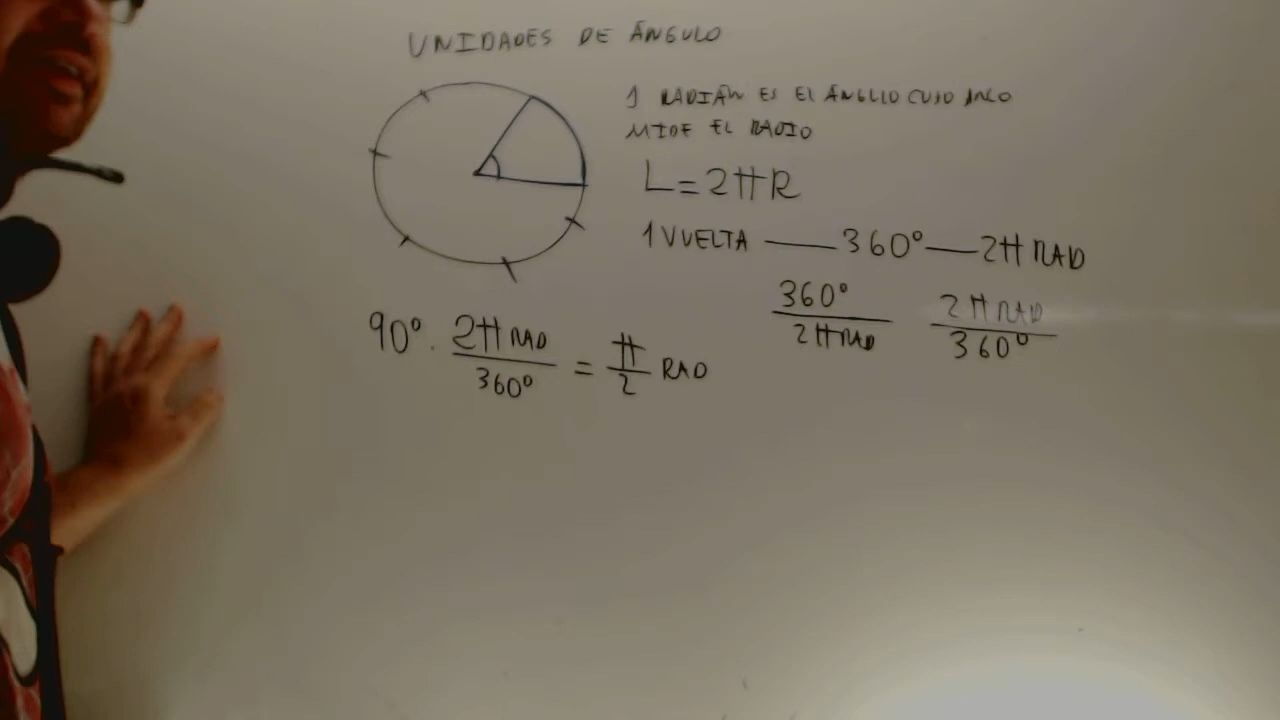 UNIDADES DE ÁNGULO
1 RADIÁN ES EL ÁNGULO CUYO ARCO
MIDE EL RADIO
L = 2πR
1 VUELTA — 360° — 2π RAD
360° / 2π RAD   2π RAD / 360°
90° · 2π RAD / 360° = π/2 RAD